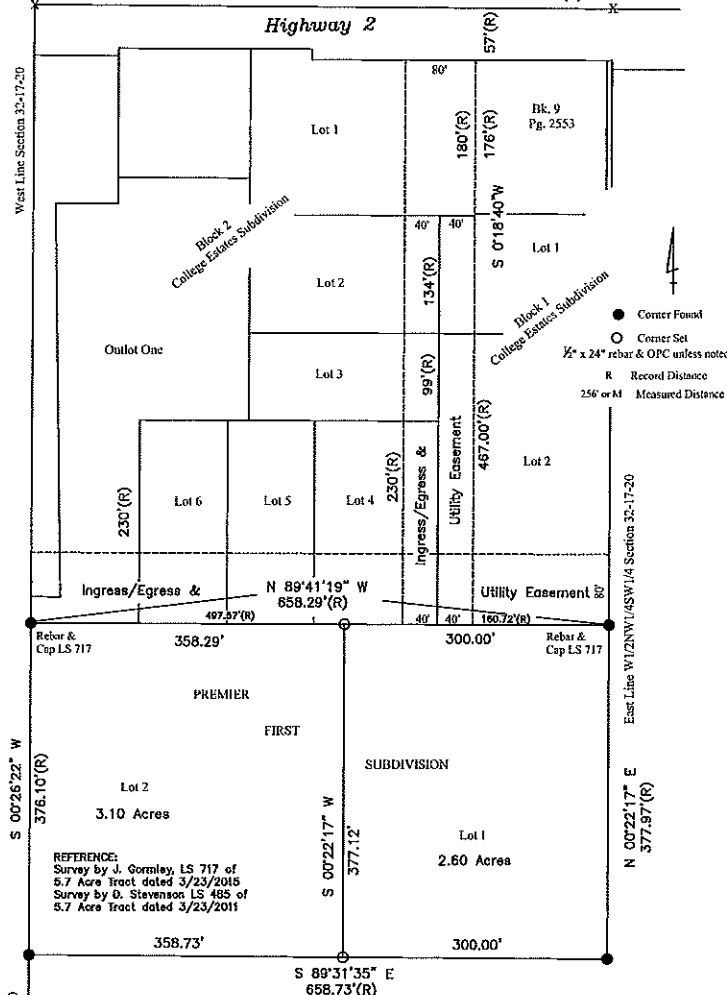 X
X
Highway 2
57'(R)
West Line Section 32-17-20
80'
Bk. 9
Pg. 2553
Lot 1
180'(R)
176'(R)
S 0°18'40" W
Block 2
College Estates Subdivision
40'
40'
Lot 1
Lot 2
134'(R)
Block 1
College Estates Subdivision
Corner Found
Corner Set
½" x 24" rebar & OPC unless noted
R Record Distance
256' or M Measured Distance
Outlot One
Lot 3
99'(R)
467.00'(R)
230'(R)
Lot 6
Lot 5
Lot 4
230'(R)
Ingress/Egress &
Utility Easement
Lot 2
East Line W1/2NW1/4SW1/4 Section 32-17-20
Ingress/Egress &
N 89°41'19" W
658.29'(R)
Utility Easement
80'
497.57'(R)
40'
40'
160.72'(R)
Rebar &
Cap LS 717
358.29'
300.00'
Rebar &
Cap LS 717
PREMIER
FIRST
SUBDIVISION
S 00°26'22" W
376.10'(R)
Lot 2
3.10 Acres
S 00°22'17" W
377.12'
Lot 1
2.60 Acres
N 00°22'17" E
377.97'(R)
REFERENCE:
Survey by J. Gormley, LS 717 of
5.7 Acre Tract dated 3/23/2015
Survey by D. Stevenson LS 485 of
5.7 Acre Tract dated 3/23/2011
358.73'
300.00'
S 89°31'35" E
658.73'(R)